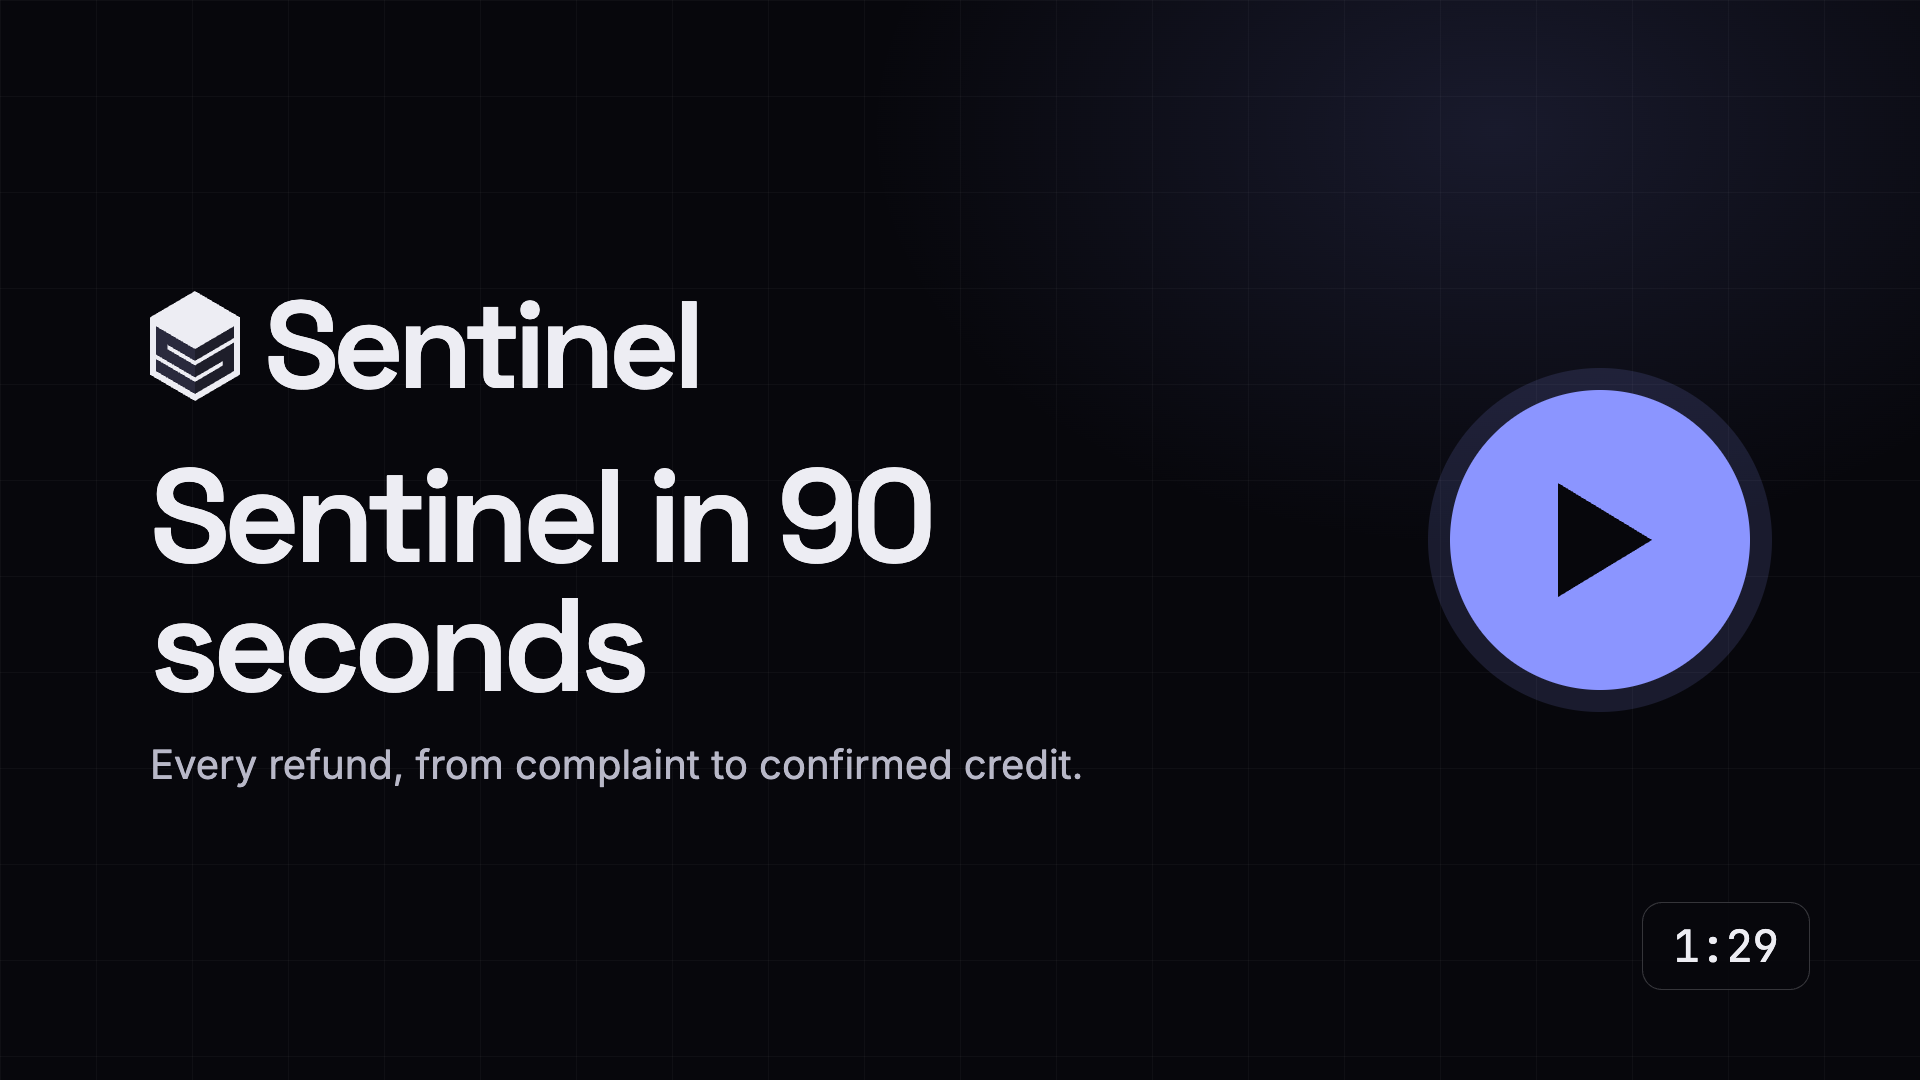 Sentinel
Sentinel in 90
seconds
Every refund, from complaint to confirmed credit.
1:29